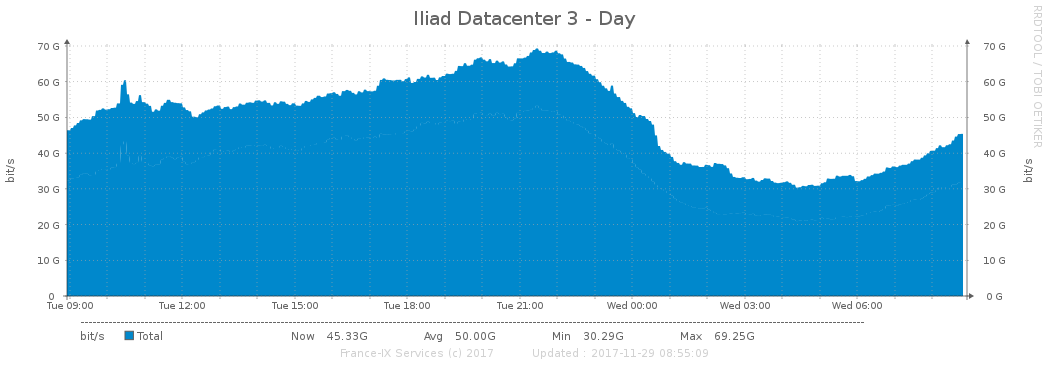 Iliad Datacenter 3 - Day
RRDTOOL / TOBI OETIKER
70 G 70 G
60 G 60 G
50 G 50 G
40 G 40 G
30 G 30 G
20 G 20 G
10 G 10 G
0 0 G
bit/s bit/s
Tue 09:00 Tue 12:00 Tue 15:00 Tue 18:00 Tue 21:00 Wed 00:00 Wed 03:00 Wed 06:00
bit/s Total Now 45.33G Avg 50.00G Min 30.29G Max 69.25G
France-IX Services (c) 2017 Updated : 2017-11-29 08:55:09